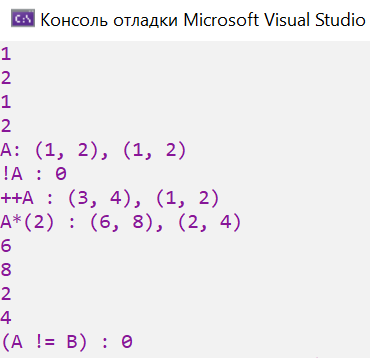 Консоль отладки Microsoft Visual Studio
1
2
1
2
A: (1, 2), (1, 2)
!A : 0
++A : (3, 4), (1, 2)
A*(2) : (6, 8), (2, 4)
6
8
2
4
(A != B) : 0